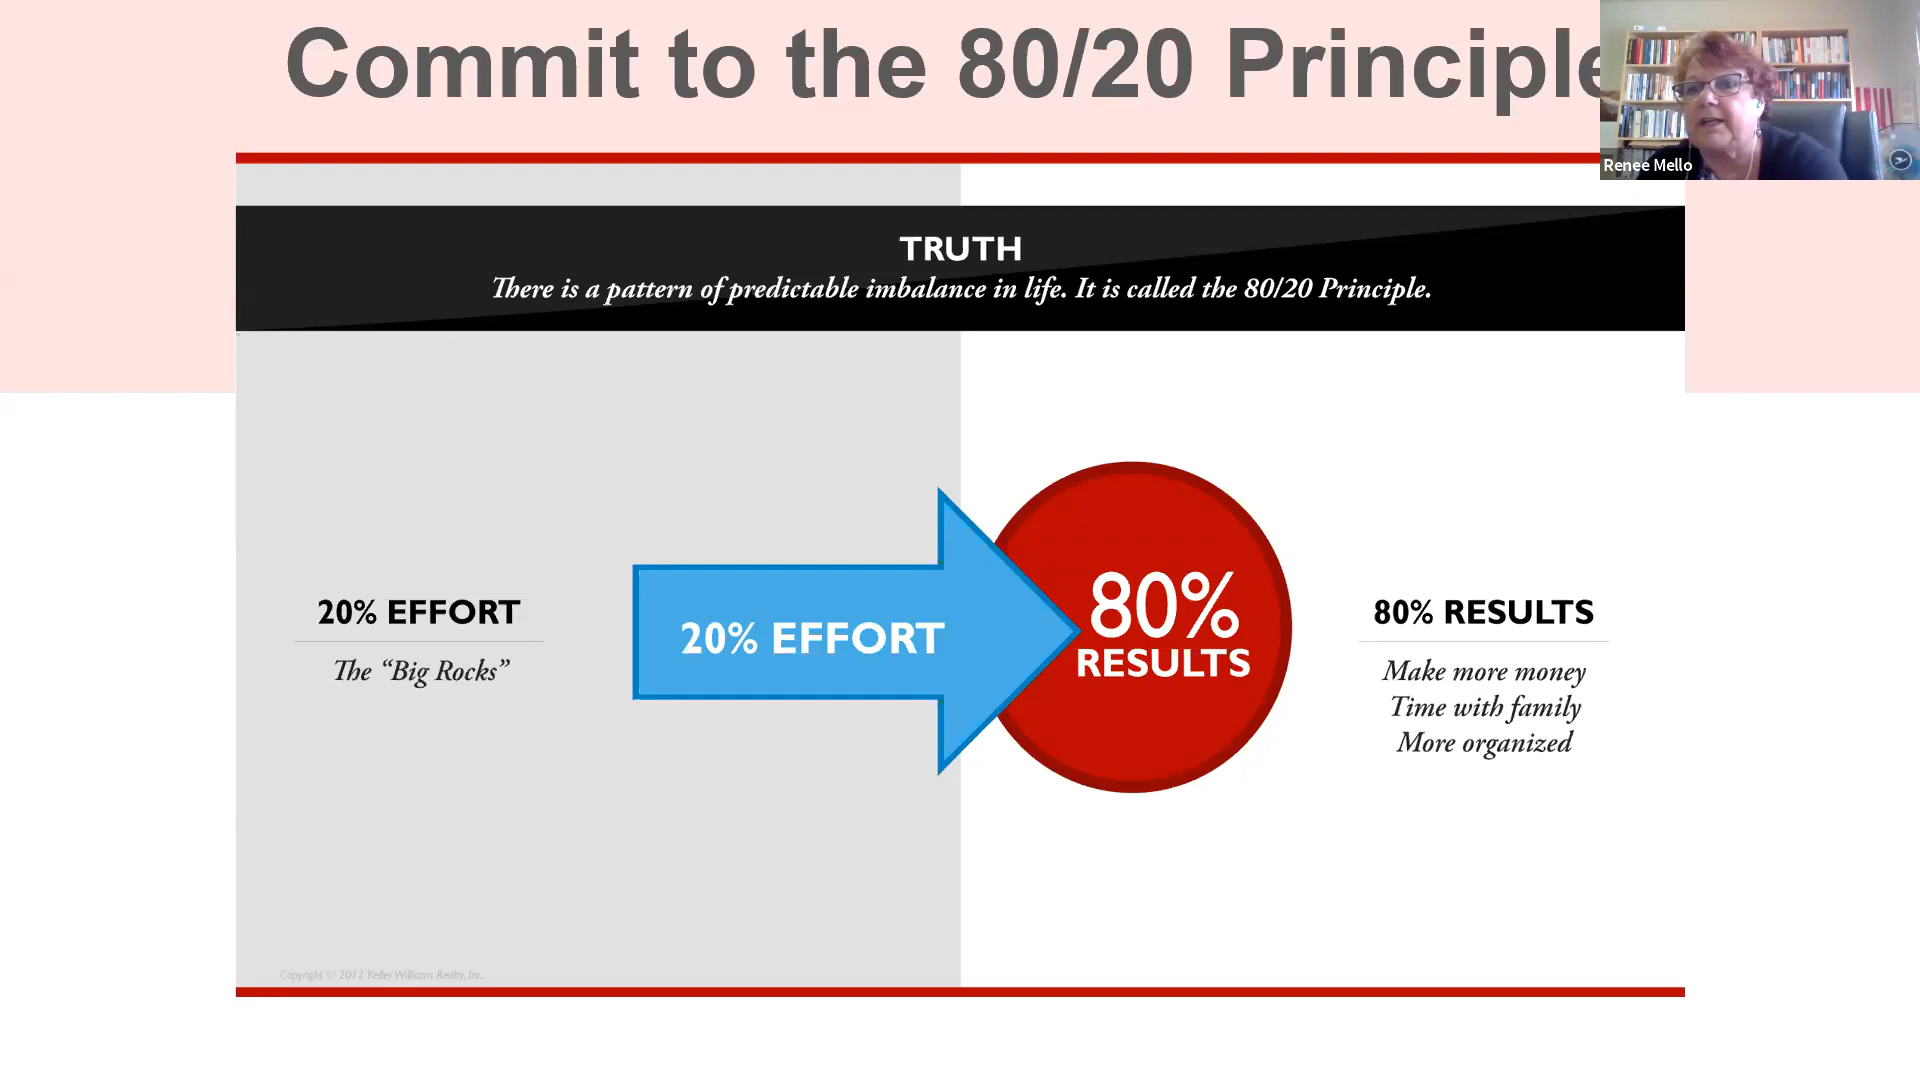 Commit to the 80/20 Principle
Renee Mello
TRUTH
There is a pattern of predictable imbalance in life. It is called the 80/20 Principle.
20% EFFORT
The “Big Rocks”
20% EFFORT
80%
RESULTS
80% RESULTS
Make more money
Time with family
More organized
Copyright © 2012 Keller Williams Realty, Inc.